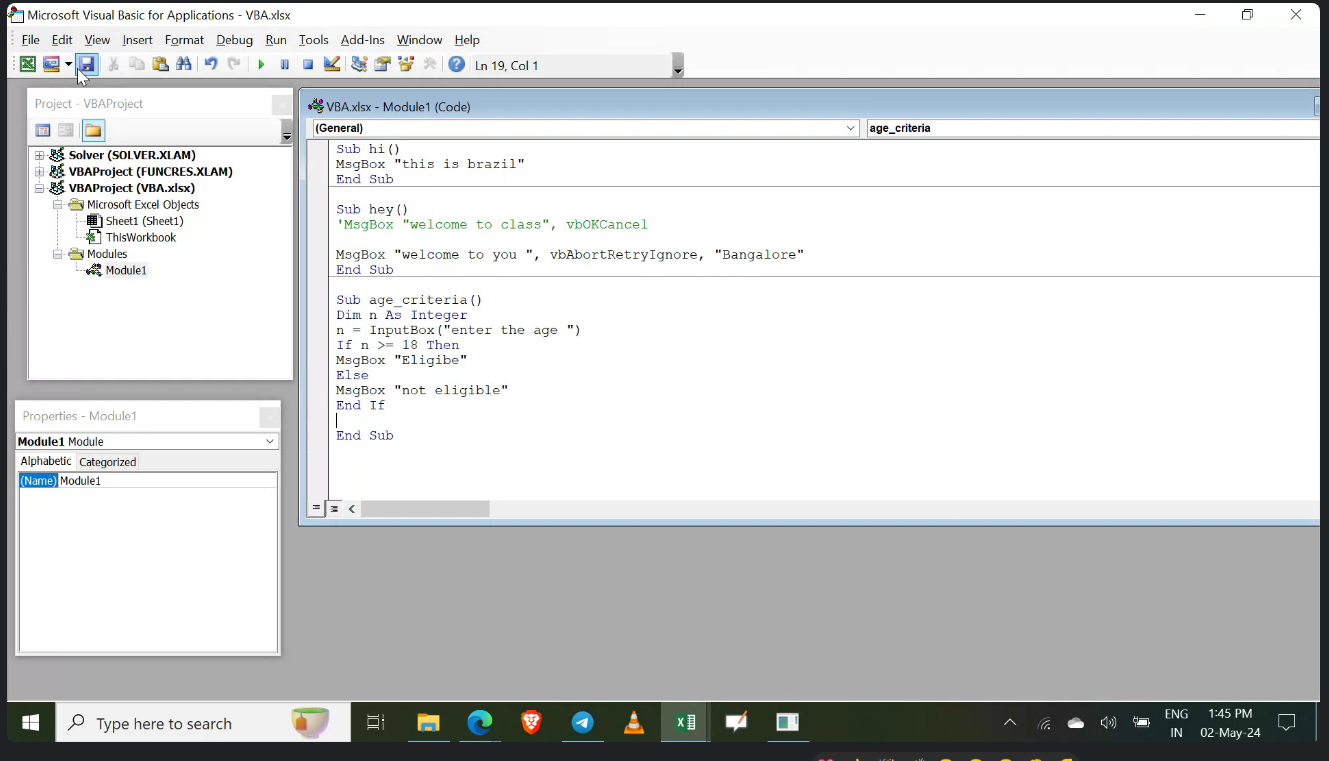 Microsoft Visual Basic for Applications - VBA.xlsx
File Edit View Insert Format Debug Run Tools Add-Ins Window Help
Ln 19, Col 1
Project - VBAProject
Solver (SOLVER.XLAM)
VBAProject (FUNCRES.XLAM)
VBAProject (VBA.xlsx)
Microsoft Excel Objects
Sheet1 (Sheet1)
ThisWorkbook
Modules
Module1
Properties - Module1
Module1 Module
Alphabetic Categorized
(Name) Module1
VBA.xlsx - Module1 (Code)
(General) age_criteria
Sub hi()
MsgBox "this is brazil"
End Sub
Sub hey()
'MsgBox "welcome to class", vbOKCancel
MsgBox "welcome to you ", vbAbortRetryIgnore, "Bangalore"
End Sub
Sub age_criteria()
Dim n As Integer
n = InputBox("enter the age ")
If n >= 18 Then
MsgBox "Eligibe"
Else
MsgBox "not eligible"
End If
End Sub
Type here to search
ENG
IN
1:45 PM
02-May-24